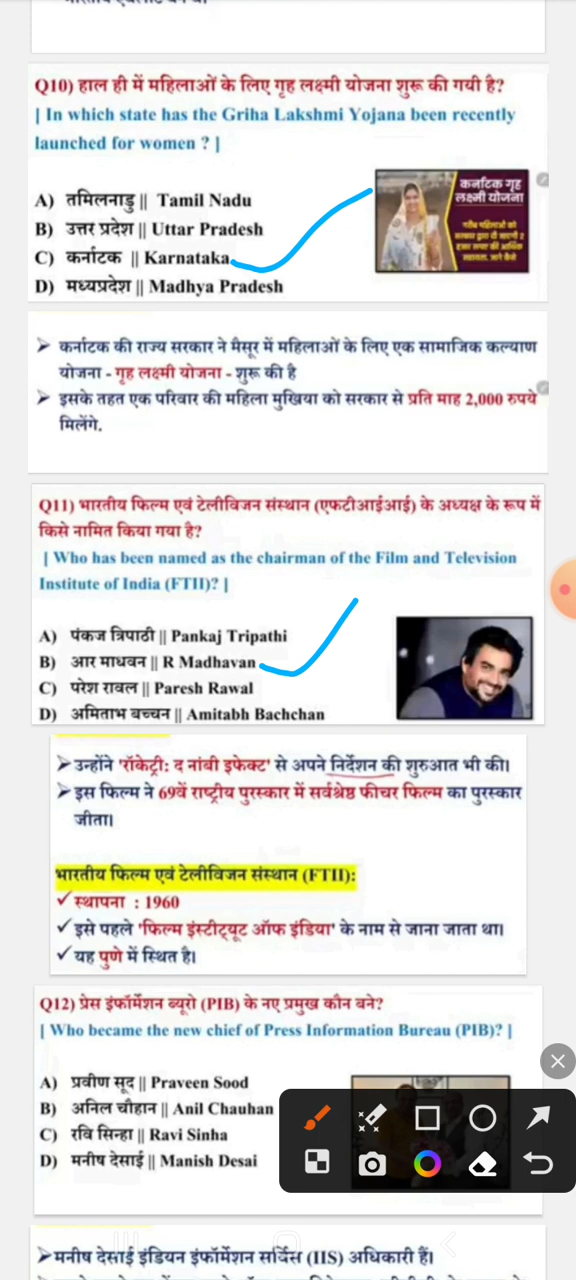 Q10) हाल ही में महिलाओं के लिए गृह लक्ष्मी योजना शुरू की गयी है?
[ In which state has the Griha Lakshmi Yojana been recently
launched for women ? ]
A) तमिलनाडु || Tamil Nadu
B) उत्तर प्रदेश || Uttar Pradesh
C) कर्नाटक || Karnataka
D) मध्यप्रदेश || Madhya Pradesh
कर्नाटक गृह
लक्ष्मी योजना
➤ कर्नाटक की राज्य सरकार ने मैसूर में महिलाओं के लिए एक सामाजिक कल्याण
योजना - गृह लक्ष्मी योजना - शुरू की है
➤ इसके तहत एक परिवार की महिला मुखिया को सरकार से प्रति माह 2,000 रुपये
मिलेंगे.
Q11) भारतीय फिल्म एवं टेलीविजन संस्थान (एफटीआईआई) के अध्यक्ष के रूप में
किसे नामित किया गया है?
[ Who has been named as the chairman of the Film and Television
Institute of India (FTII)? ]
A) पंकज त्रिपाठी || Pankaj Tripathi
B) आर माधवन || R Madhavan
C) परेश रावल || Paresh Rawal
D) अमिताभ बच्चन || Amitabh Bachchan
➤ उन्होंने 'रॉकेट्री: द नांबी इफेक्ट' से अपने निर्देशन की शुरुआत भी की।
➤ इस फिल्म ने 69वें राष्ट्रीय पुरस्कार में सर्वश्रेष्ठ फीचर फिल्म का पुरस्कार
जीता।
भारतीय फिल्म एवं टेलीविजन संस्थान (FTII):
✓ स्थापना : 1960
✓ इसे पहले 'फिल्म इंस्टीट्यूट ऑफ इंडिया' के नाम से जाना जाता था।
✓ यह पुणे में स्थित है।
Q12) प्रेस इंफॉर्मेशन ब्यूरो (PIB) के नए प्रमुख कौन बने?
[ Who became the new chief of Press Information Bureau (PIB)? ]
A) प्रवीण सूद || Praveen Sood
B) अनिल चौहान || Anil Chauhan
C) रवि सिन्हा || Ravi Sinha
D) मनीष देसाई || Manish Desai
➤ मनीष देसाई इंडियन इंफॉर्मेशन सर्विस (IIS) अधिकारी हैं।